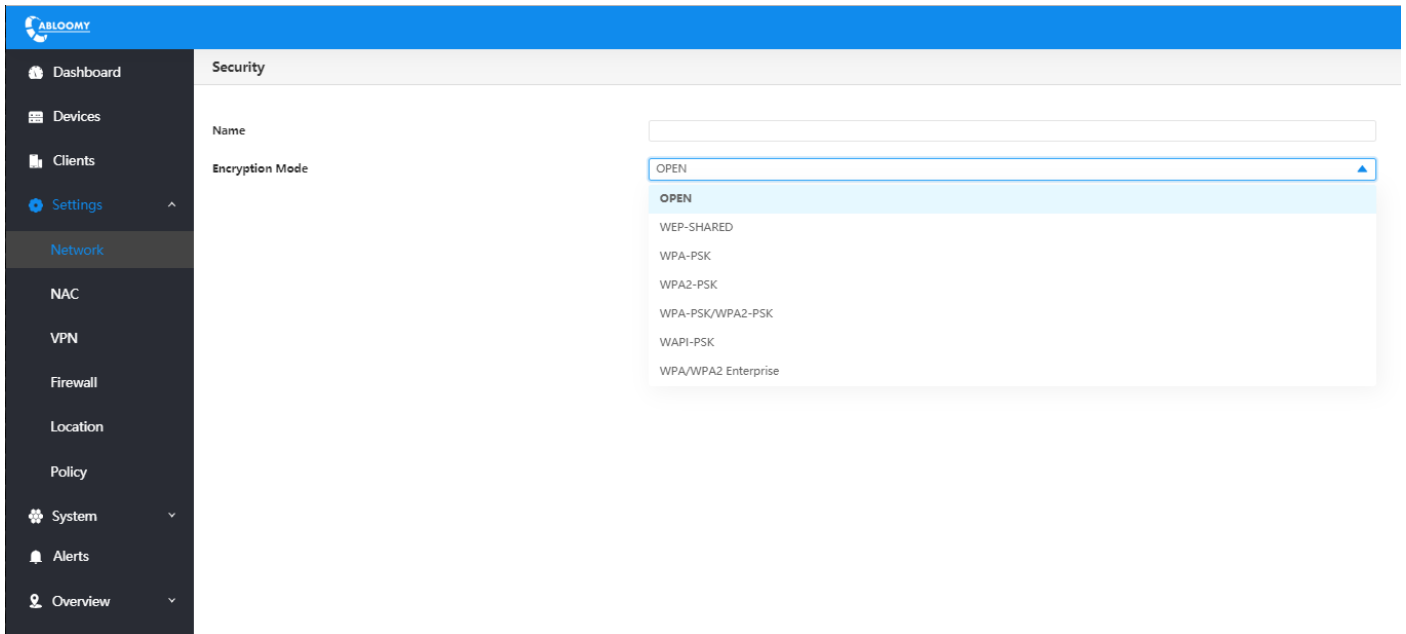 ABLOOMY
Dashboard
Devices
Clients
Settings
Network
NAC
VPN
Firewall
Location
Policy
System
Alerts
Overview
Security
Name
Encryption Mode
OPEN
OPEN
WEP-SHARED
WPA-PSK
WPA2-PSK
WPA-PSK/WPA2-PSK
WAPI-PSK
WPA/WPA2 Enterprise